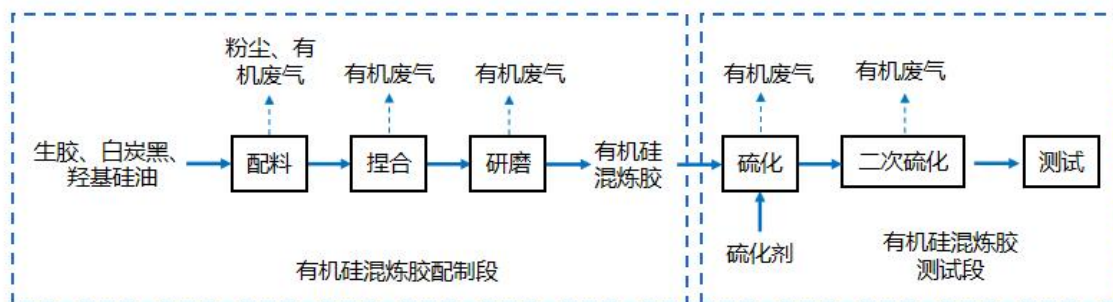 粉尘、有
机废气
有机废气
有机废气
有机废气
有机废气
生胶、白炭黑、
羟基硅油
配料
捏合
研磨
有机硅
混炼胶
硫化
二次硫化
测试
硫化剂
有机硅混炼胶配制段
有机硅混炼胶
测试段